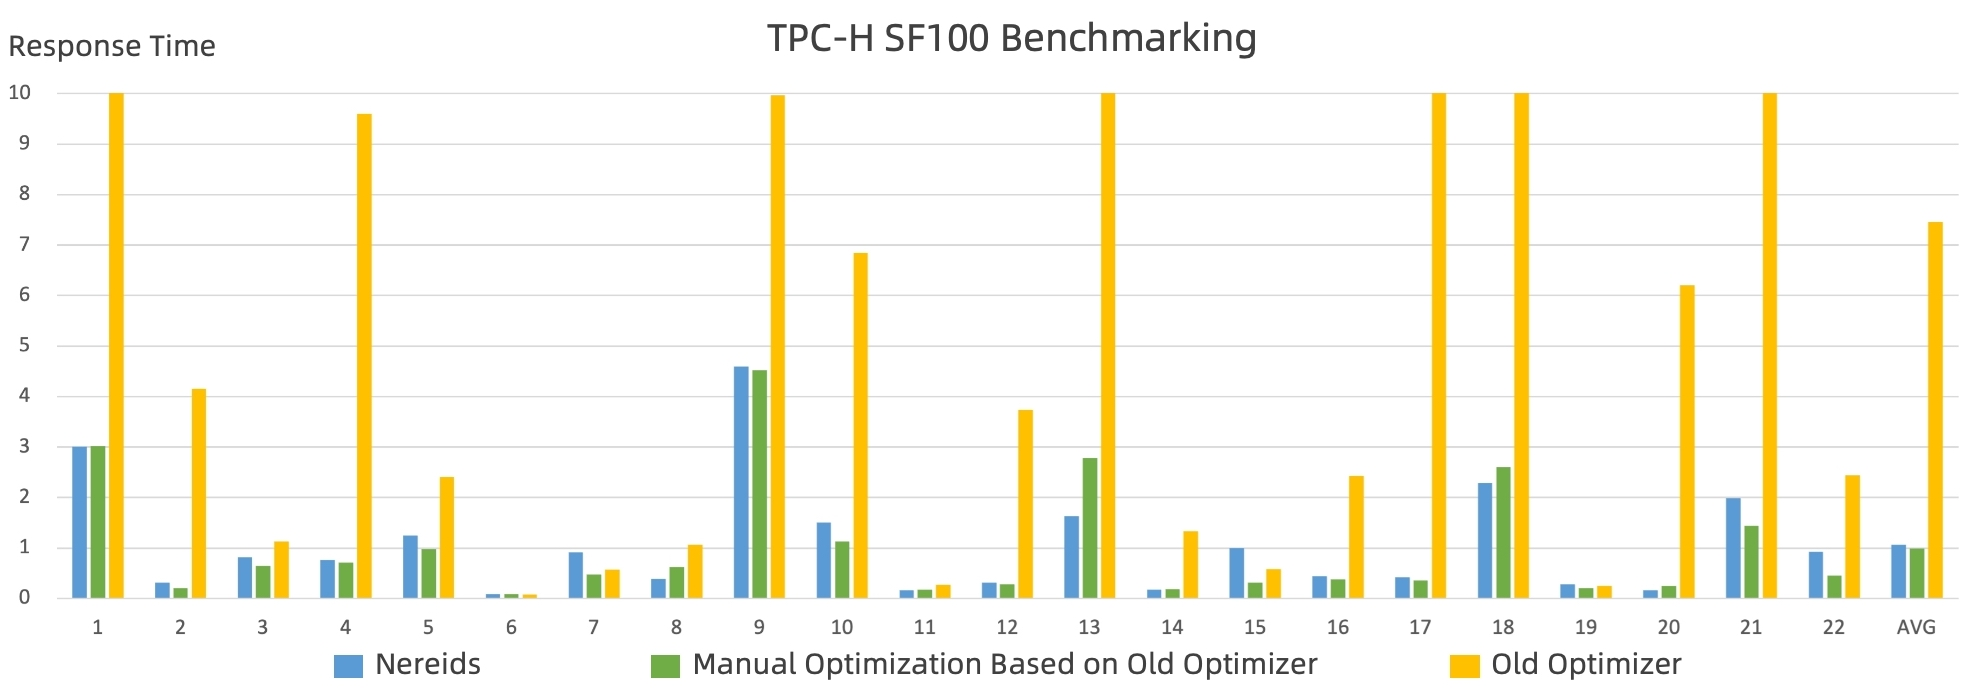 TPC-H SF100 Benchmarking
Response Time
10
9
8
7
6
5
4
3
2
1
0
1 2 3 4 5 6 7 8 9 10 11 12 13 14 15 16 17 18 19 20 21 22 AVG
Nereids Manual Optimization Based on Old Optimizer Old Optimizer